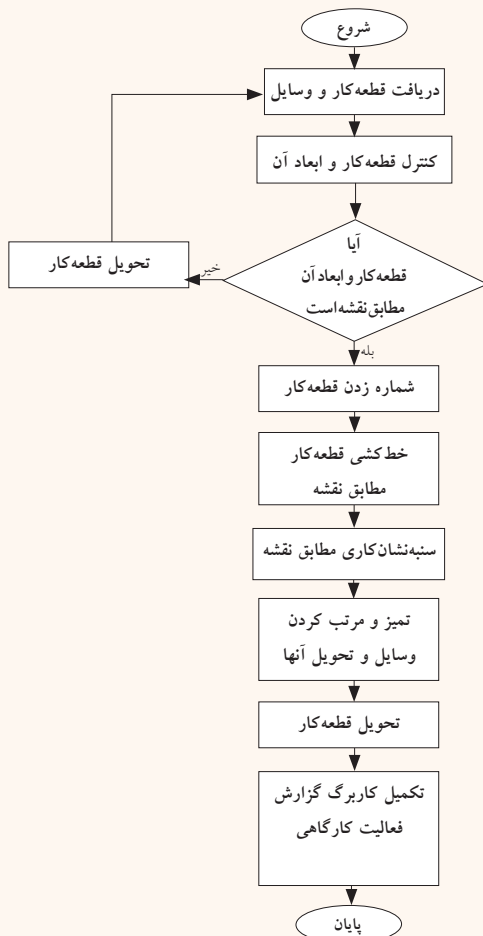 شروع
دریافت قطعه‌کار و وسایل
کنترل قطعه‌کار و ابعاد آن
آیا
قطعه‌کار و ابعاد آن
مطابق نقشه است
خیر
تحویل قطعه‌کار
بله
شماره زدن قطعه‌کار
خط‌کشی قطعه‌کار
مطابق نقشه
سنبه‌نشان‌کاری مطابق نقشه
تمیز و مرتب کردن
وسایل و تحویل آنها
تحویل قطعه‌کار
تکمیل کاربرگ گزارش
فعالیت کارگاهی
پایان